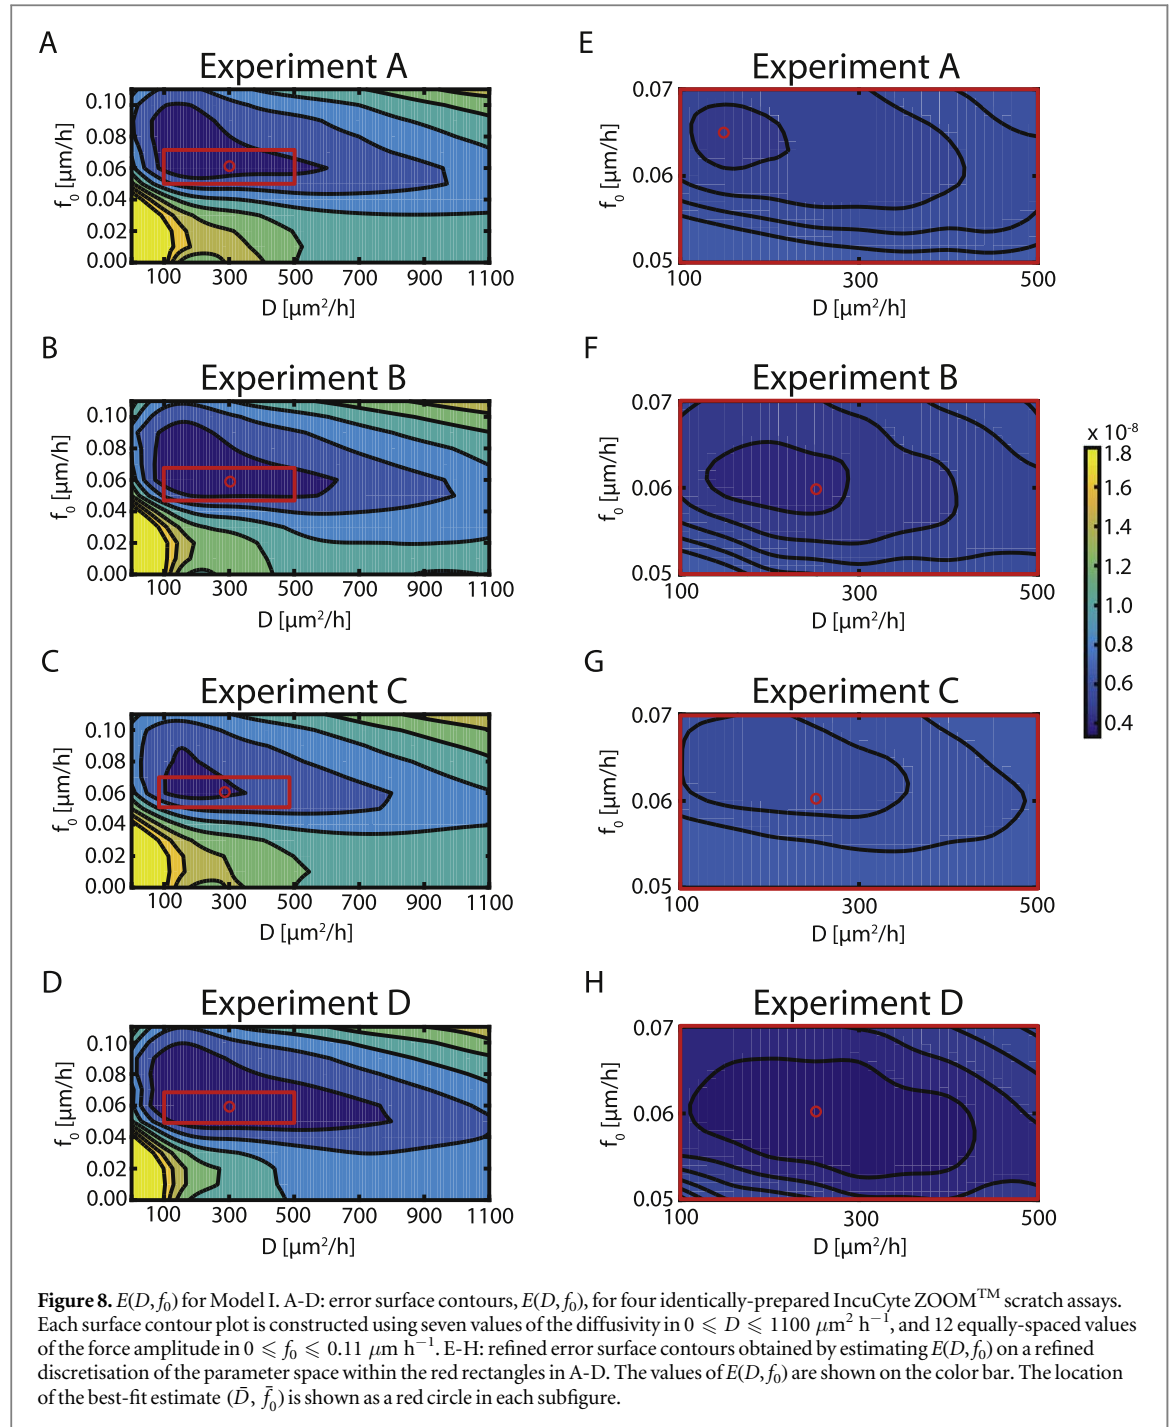 A
Experiment A
f0 [μm/h]
0.10
0.08
0.06
0.04
0.02
0.00
100 300 500 700 900 1100
D [μm²/h]
E
Experiment A
f0 [μm/h]
0.07
0.06
0.05
100 300 500
D [μm²/h]
B
Experiment B
f0 [μm/h]
0.10
0.08
0.06
0.04
0.02
0.00
100 300 500 700 900 1100
D [μm²/h]
F
Experiment B
f0 [μm/h]
0.07
0.06
0.05
100 300 500
D [μm²/h]
x 10-8
1.8
1.6
1.4
1.2
1.0
0.8
0.6
0.4
C
Experiment C
f0 [μm/h]
0.10
0.08
0.06
0.04
0.02
0.00
100 300 500 700 900 1100
D [μm²/h]
G
Experiment C
f0 [μm/h]
0.07
0.06
0.05
100 300 500
D [μm²/h]
D
Experiment D
f0 [μm/h]
0.10
0.08
0.06
0.04
0.02
0.00
100 300 500 700 900 1100
D [μm²/h]
H
Experiment D
f0 [μm/h]
0.07
0.06
0.05
100 300 500
D [μm²/h]
Figure 8. E(D, f₀) for Model I. A-D: error surface contours, E(D, f₀), for four identically-prepared IncuCyte ZOOM™ scratch assays.
Each surface contour plot is constructed using seven values of the diffusivity in 0 ⩽ D ⩽ 1100 μm² h⁻¹, and 12 equally-spaced values
of the force amplitude in 0 ⩽ f₀ ⩽ 0.11 μm h⁻¹. E-H: refined error surface contours obtained by estimating E(D, f₀) on a refined
discretisation of the parameter space within the red rectangles in A-D. The values of E(D, f₀) are shown on the color bar. The location
of the best-fit estimate (D̄, f̄₀) is shown as a red circle in each subfigure.